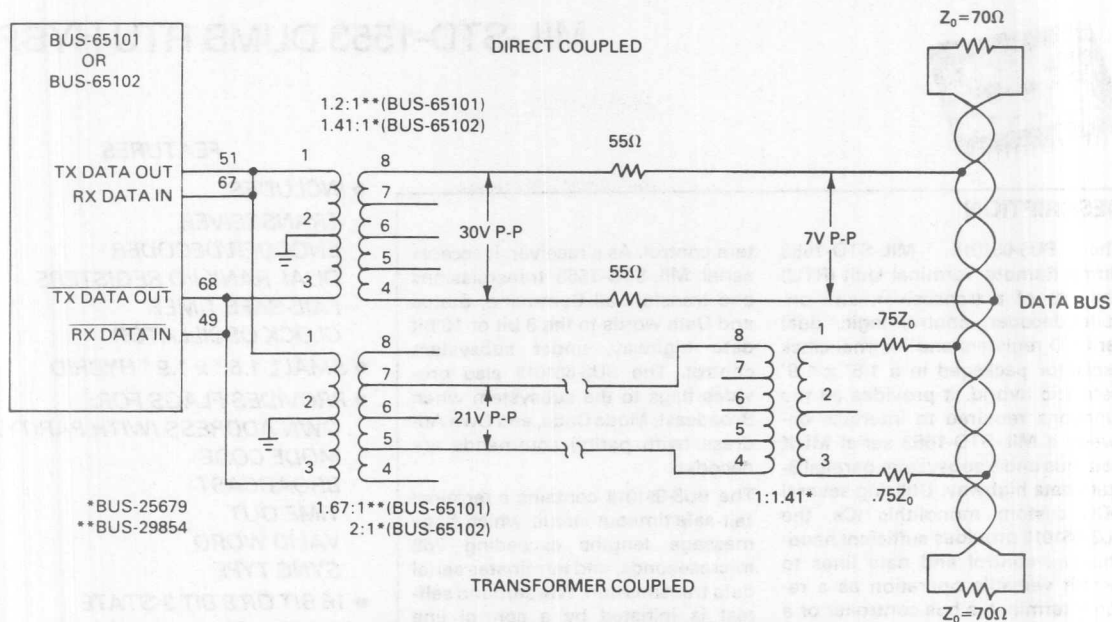 Z₀=70Ω
BUS-65101
OR
BUS-65102
DIRECT COUPLED
1.2:1**(BUS-65101)
1.41:1*(BUS-65102)
55Ω
TX DATA OUT 51 1 8
RX DATA IN 67 7
2 6
30V P-P 7V P-P
5
3 4
55Ω
TX DATA OUT 68
DATA BUS
RX DATA IN 49
1 8 8 1 .75Z₀
7 7
2 6 6
21V P-P
5 5
3 4 4 3
.75Z₀
*BUS-25679
**BUS-29854
1.67:1**(BUS-65101)
2:1*(BUS-65102)
1:1.41*
TRANSFORMER COUPLED
Z₀=70Ω